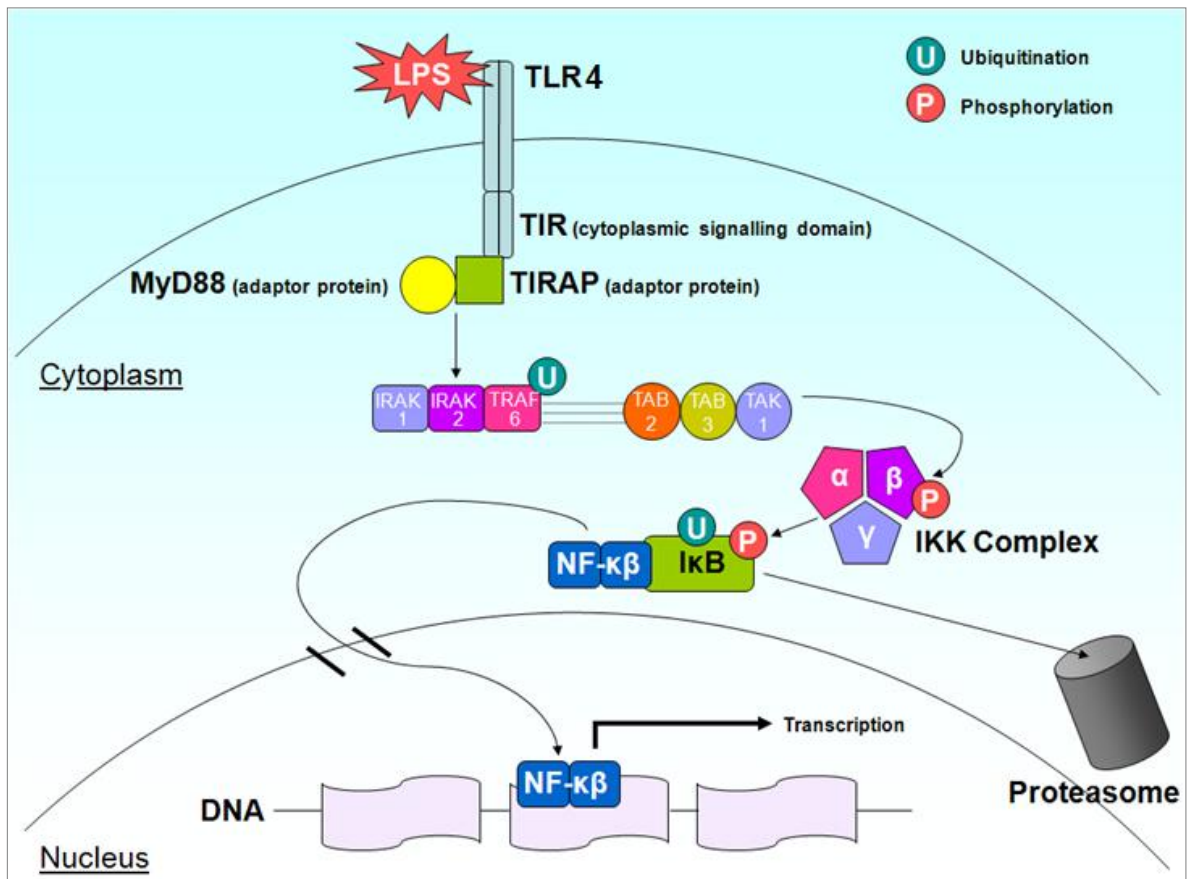 LPS
TLR4
U Ubiquitination
P Phosphorylation
TIR (cytoplasmic signalling domain)
MyD88 (adaptor protein)
TIRAP (adaptor protein)
Cytoplasm
U
IRAK
1
IRAK
2
TRAF
6
TAB
2
TAB
3
TAK
1
α
β
P
γ
IKK Complex
U
P
NF-κβ
IκB
Transcription
NF-κβ
DNA
Proteasome
Nucleus